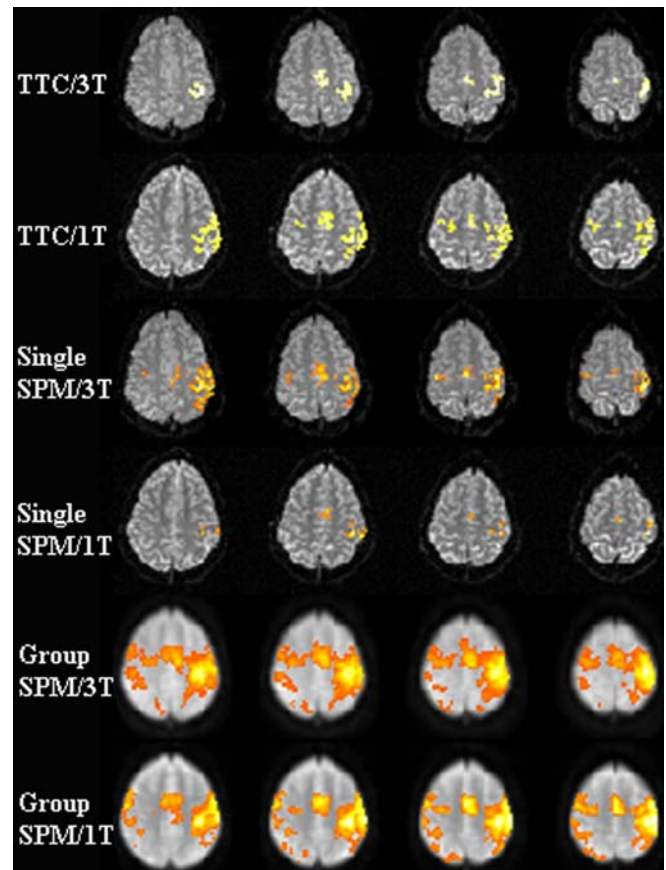 TTC/3T
TTC/1T
Single
SPM/3T
Single
SPM/1T
Group
SPM/3T
Group
SPM/1T